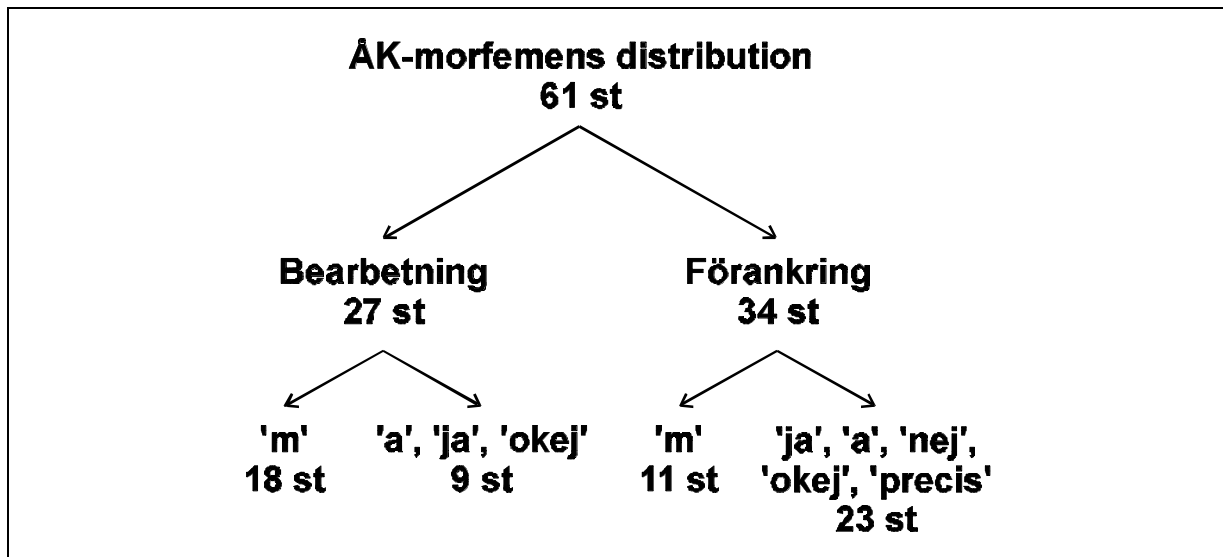 ÅK-morfemens distribution
61 st
Bearbetning
27 st
Förankring
34 st
'm'
18 st
'a', 'ja', 'okej'
9 st
'm'
11 st
'ja', 'a', 'nej',
'okej', 'precis'
23 st